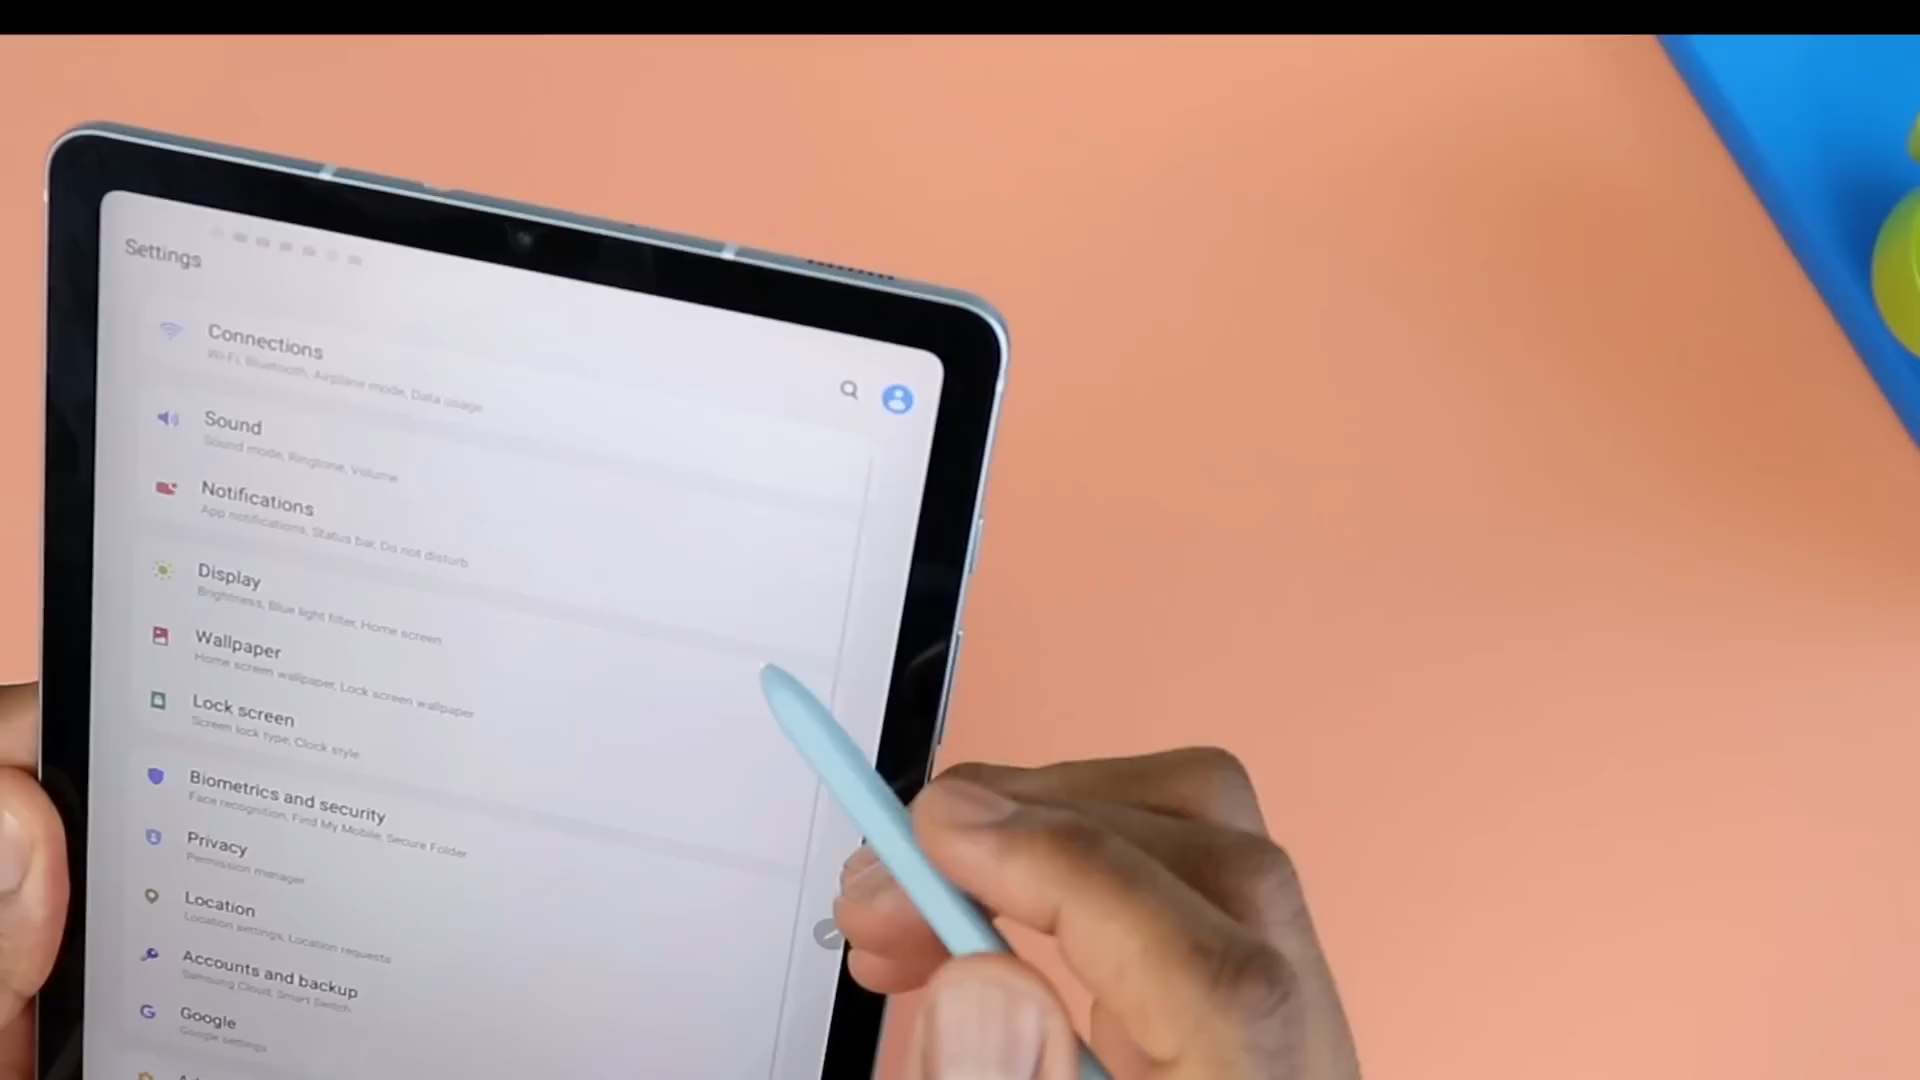 Settings
Connections
Wi-Fi, Bluetooth, Airplane mode, Data usage
Sound
Sound mode, Ringtone, Volume
Notifications
App notifications, Status bar, Do not disturb
Display
Brightness, Blue light filter, Home screen
Wallpaper
Home screen wallpaper, Lock screen wallpaper
Lock screen
Screen lock type, Clock style
Biometrics and security
Face recognition, Find My Mobile, Secure Folder
Privacy
Permission manager
Location
Location settings, Location requests
Accounts and backup
Samsung Cloud, Smart Switch
Google
Google settings